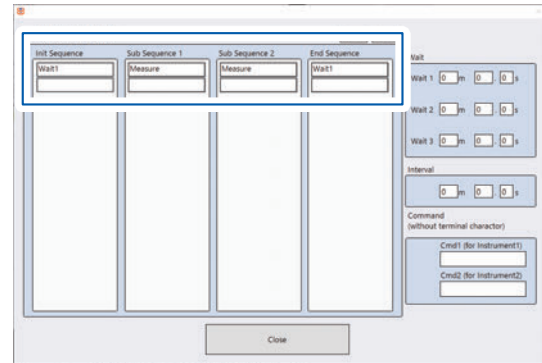 Init Sequence Sub Sequence 1 Sub Sequence 2 End Sequence
Wait1 Measure Measure Wait1
Wait
Wait 1 0 m 0 . 0 s
Wait 2 0 m 0 . 0 s
Wait 3 0 m 0 . 0 s
Interval
0 m 0 . 0 s
Command
(without terminal charactor)
Cmd1 (for Instrument1)
Cmd2 (for Instrument2)
Close